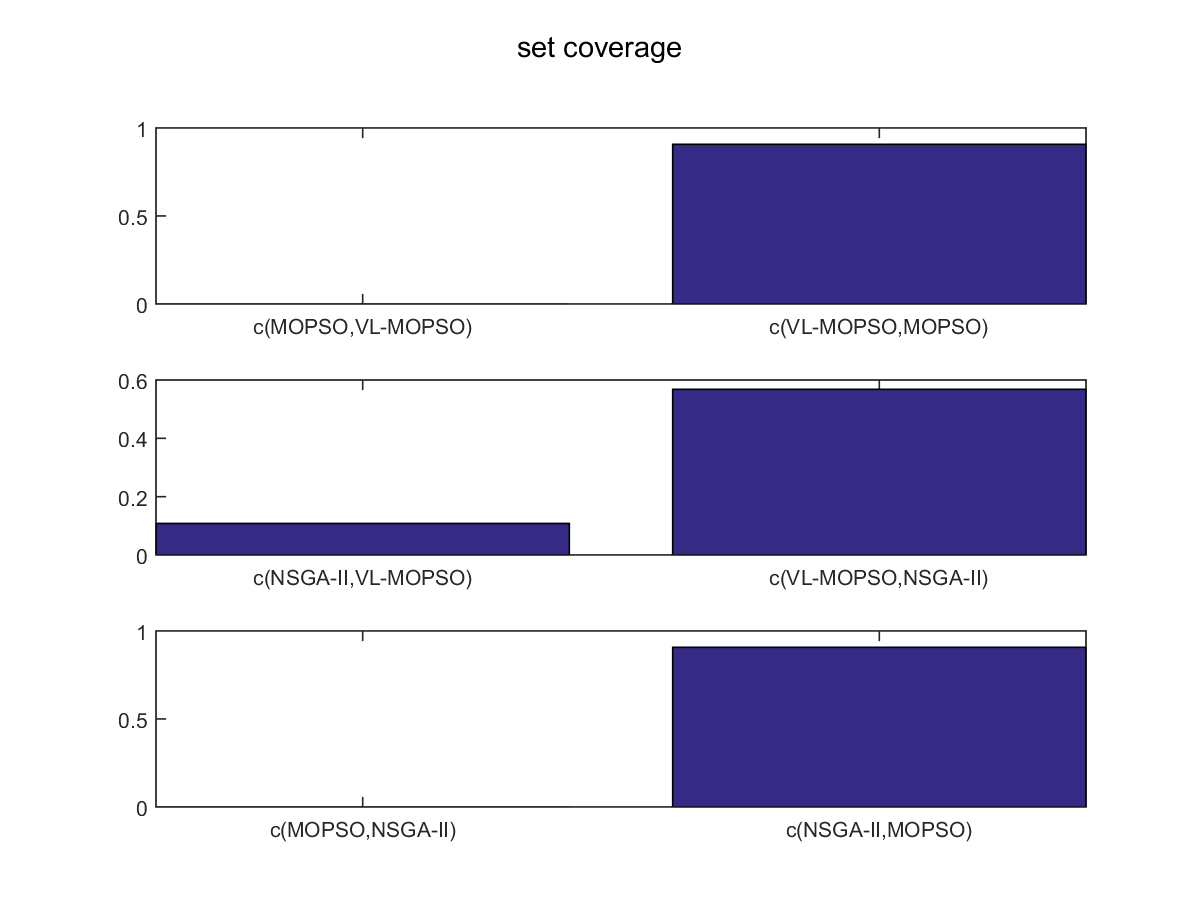 set coverage
1
0.5
0
c(MOPSO,VL-MOPSO) c(VL-MOPSO,MOPSO)
0.6
0.4
0.2
0
c(NSGA-II,VL-MOPSO) c(VL-MOPSO,NSGA-II)
1
0.5
0
c(MOPSO,NSGA-II) c(NSGA-II,MOPSO)